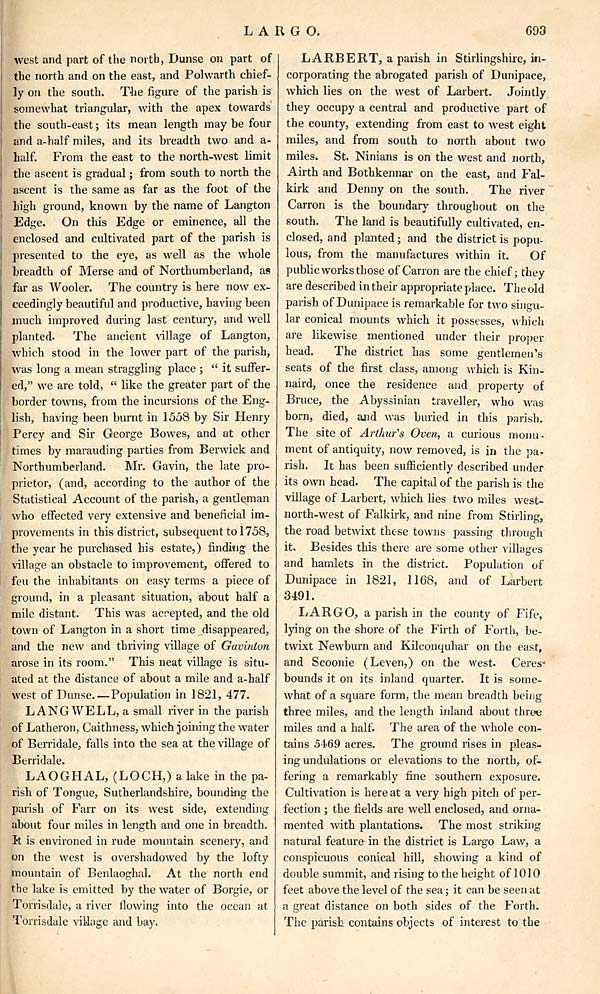 LARGO.
693
west and part of the north, Dunse on part of
the north and on the east, and Polwarth chief-
ly on the south. The figure of the parish is
somewhat triangular, with the apex towards
the south-east; its mean length may be four
and a-half miles, and its breadth two and a-
half. From the east to the north-west limit
the ascent is gradual; from south to north the
ascent is the same as far as the foot of the
high ground, known by the name of Langton
Edge. On this Edge or eminence, all the
enclosed and cultivated part of the parish is
presented to the eye, as well as the whole
breadth of Merse and of Northumberland, as
far as Wooler. The country is here now ex-
ceedingly beautiful and productive, having been
much improved during last century, and well
planted. The ancient village of Langton,
which stood in the lower part of the parish,
was long a mean straggling place; “ it suffer-
ed,” we are told, “ like the greater part of the
border towns, from the incursions of the Eng-
lish, having been burnt in 1558 by Sir Henry
Percy and Sir George Bowes, and at other
times by marauding parties from Berwick and
Northumberland. Mr. Gavin, the late pro-
prietor, (and, according to the author of the
Statistical Account of the parish, a gentleman
who effected very extensive and beneficial im-
provements in this district, subsequent to 1758,
the year he purchased his estate,) finding the
village an obstacle to improvement, offered to
feu the inhabitants on easy terms a piece of
ground, in a pleasant situation, about half a
mile distant. This was accepted, and the old
town of Langton in a short time disappeared,
and the new and thriving village of Gavinton
arose in its room.” This neat village is situ-
ated at the distance of about a mile and a-half
west of Dunse.—Population in 1821, 477.
LANGWELL, a small river in the parish
of Latheron, Caithness, which joining the water
of Berridale, falls into the sea at the village of
Berridale.
LAOGHAL, (LOCH,) a lake in the pa-
rish of Tongue, Sutherlandshire, bounding the
parish of Farr on its west side, extending
about four miles in length and one in breadth.
It is environed in rude mountain scenery, and
on the west is overshadowed by the lofty
mountain of Benlaoghal. At the north end
the lake is emitted by the water of Borgie, or
Torrisdale, a river flowing into the ocean at
Torrisdale village and bay.
LARBERT, a parish in Stirlingshire, in-
corporating the abrogated parish of Dunipace,
which lies on the west of Larbert. Jointly
they occupy a central and productive part of
the county, extending from east to west eight
miles, and from south to north about two
miles. St. Ninians is on the west and north,
Airth and Bothkennar on the east, and Fal-
kirk and Denny on the south. The river
Carron is the boundary throughout on the
south. The land is beautifully cultivated, en-
closed, and planted; and the district is popu-
lous, from the manufactures within it. Of
public works those of Carron are the chief; they
are described in their appropriate place. The old
parish of Dunipace is remarkable for two singu-
lar conical mounts which it possesses, which
are likewise mentioned under their proper
head. The district has some gentlemen's
seats of the first class, among which is Kin-
naird, once the residence and property of
Bruce, the Abyssinian traveller, who was
born, died, and was buried in this parish.
The site of Arthur's Oven, a curious monu-
ment of antiquity, now removed, is in the pa-
rish. It has been sufficiently described under
its own head. The capital of the parish is the
village of Larbert, which lies two miles west-
north-west of Falkirk, and nine from Stirling,
the road betwixt these towns passing through
it. Besides this there are some other villages
and hamlets in the district. Population of
Dunipace in 1821, 1168, and of Larbert
3491.
LARGO, a parish in the county of Fife,
lying on the shore of the Firth of Forth, be-
twixt Newburn and Kilconquhar on the east,
and Scoonie (Leven,) on the west. Ceres
bounds it on its inland quarter. It is some-
what of a square form, the mean breadth being
three miles, and the length inland about three
miles and a half. The area of the whole con-
tains 5469 acres. The ground rises in pleas-
ing undulations or elevations to the north, of-
fering a remarkably fine southern exposure.
Cultivation is here at a very high pitch of per-
fection; the fields are well enclosed, and orna-
mented with plantations. The most striking
natural feature in the district is Largo Law, a
conspicuous conical hill, showing a kind of
double summit, and rising to the height of 1010
feet above the level of the sea; it can be seen at
a great distance on both sides of the Forth.
The parish contains objects of interest to the